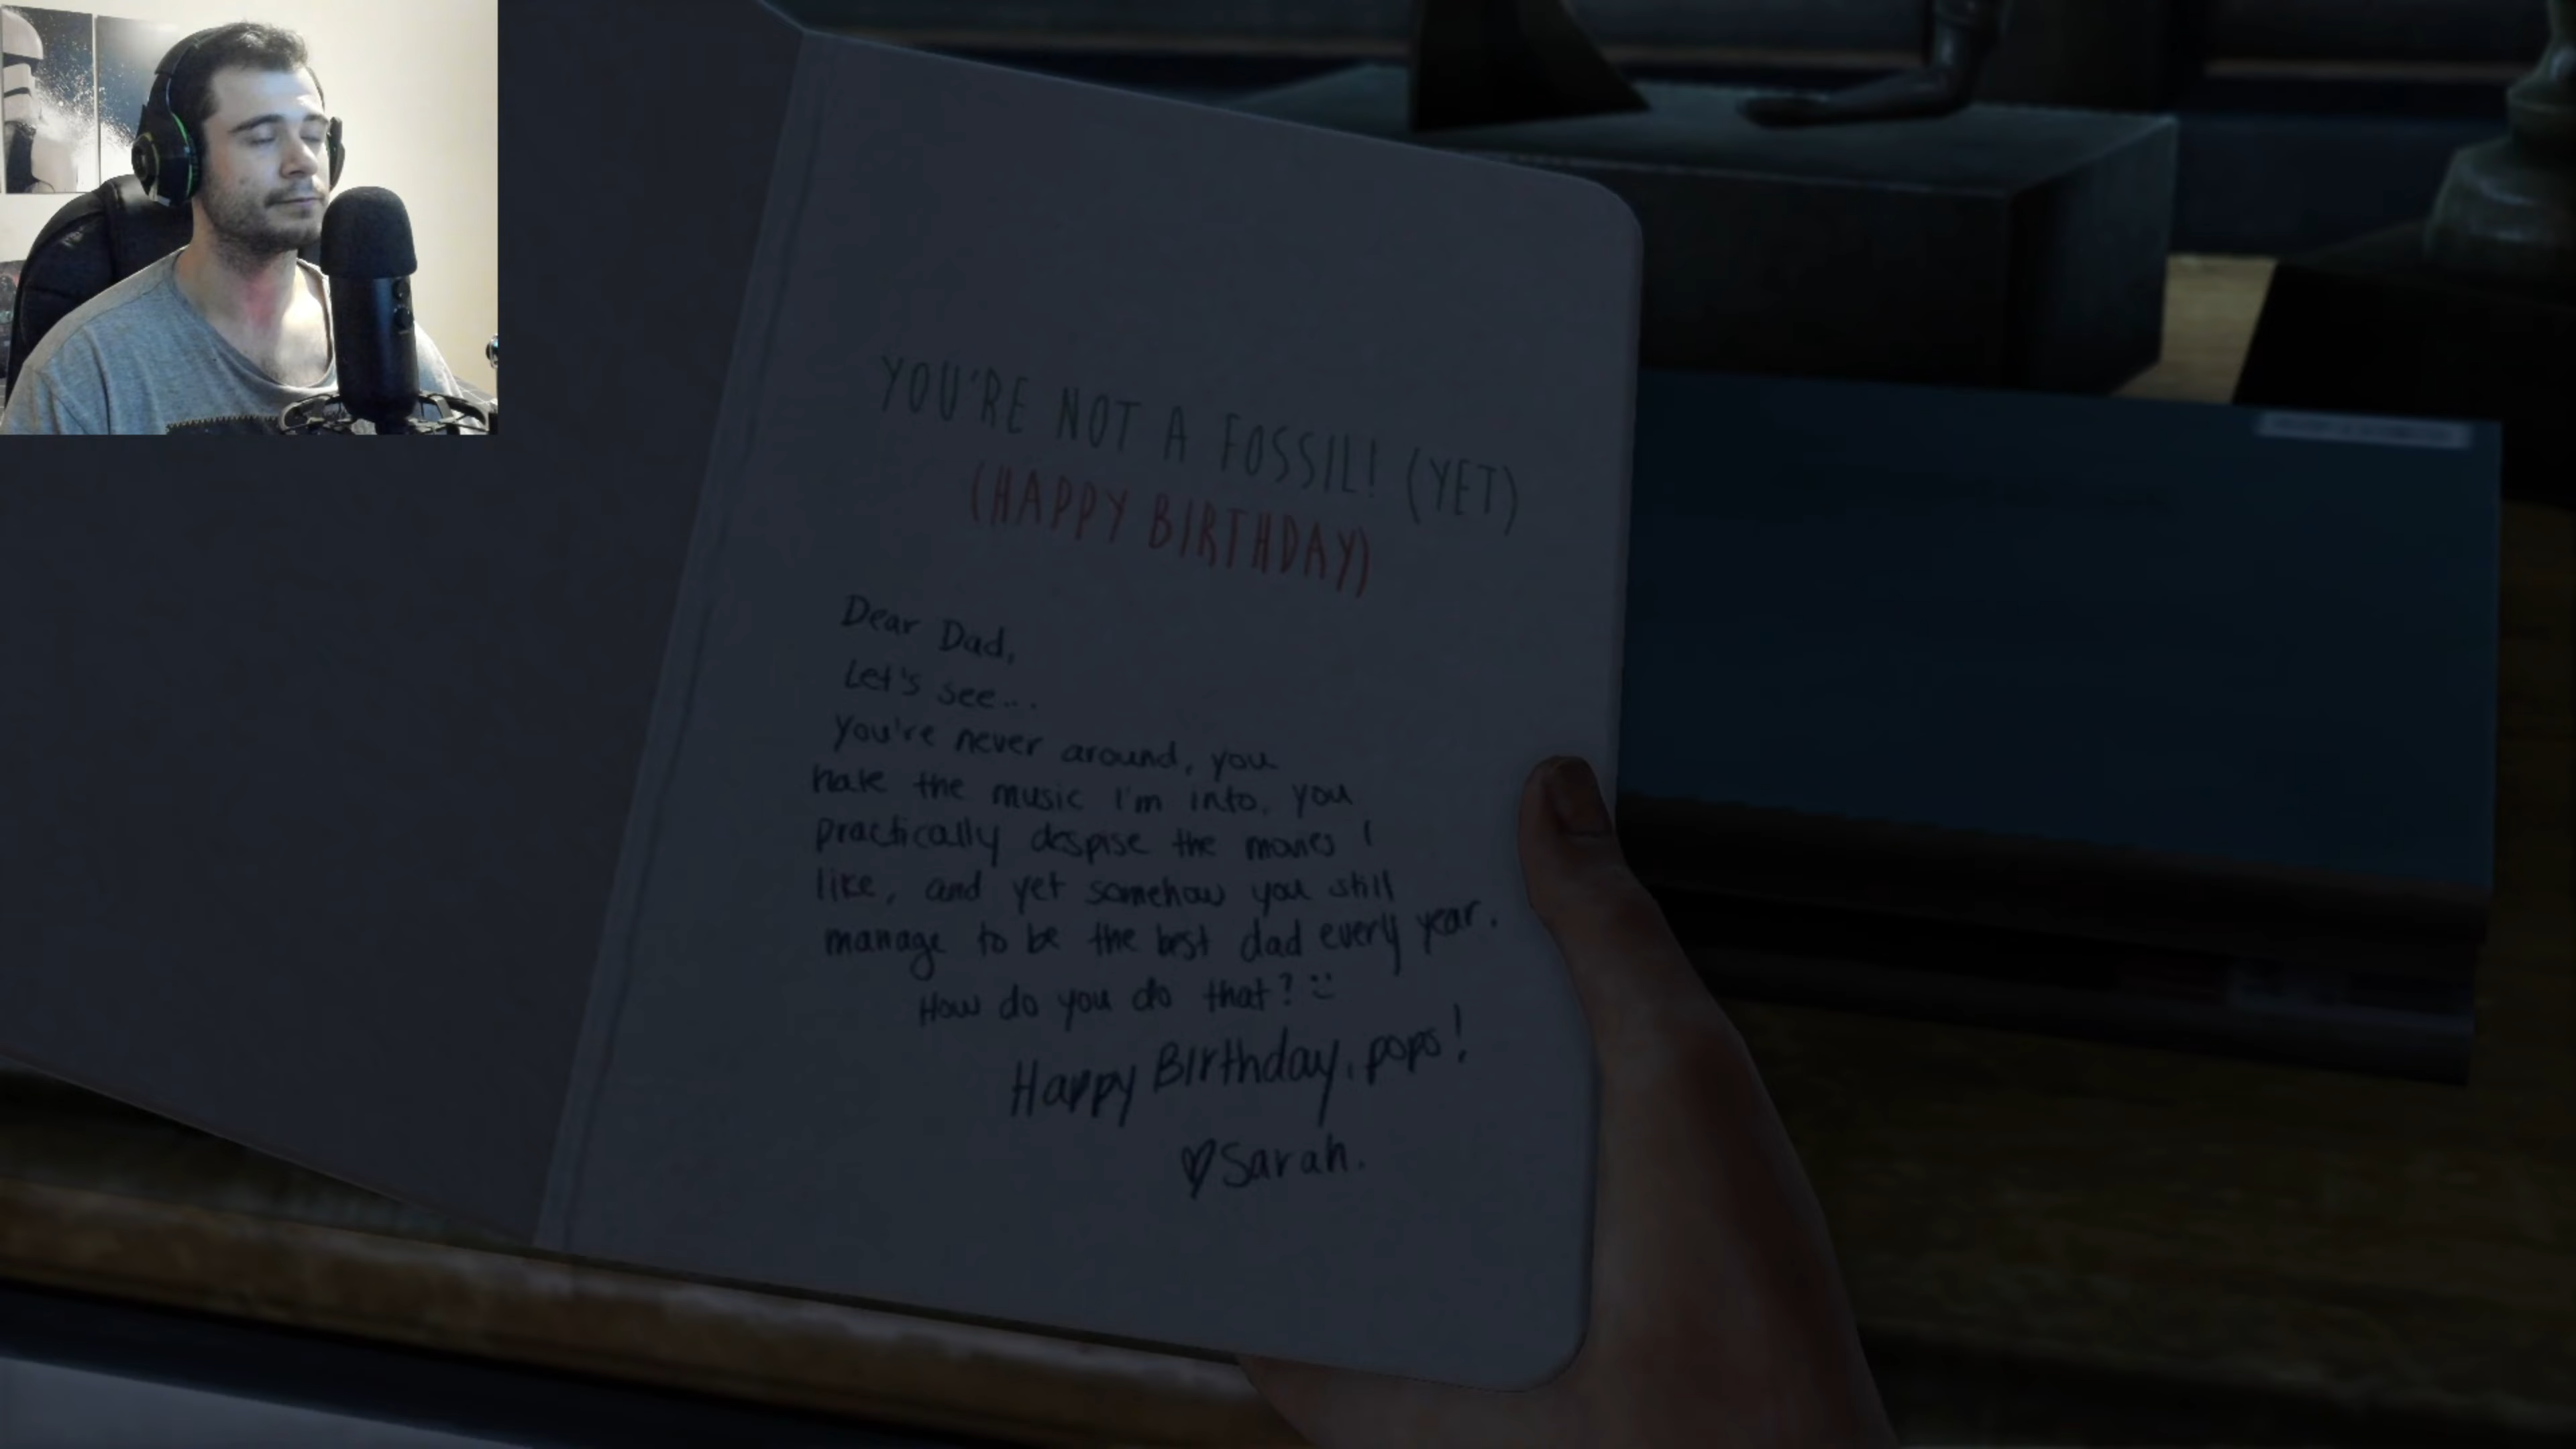 YOU'RE NOT A FOSSIL! (YET)
(HAPPY BIRTHDAY)
Dear Dad,
Let's see...
You're never around, you
hate the music I'm into, you
practically despise the movies I
like, and yet somehow you still
manage to be the best dad every year.
How do you do that? :)
Happy Birthday, pops!
♥Sarah.